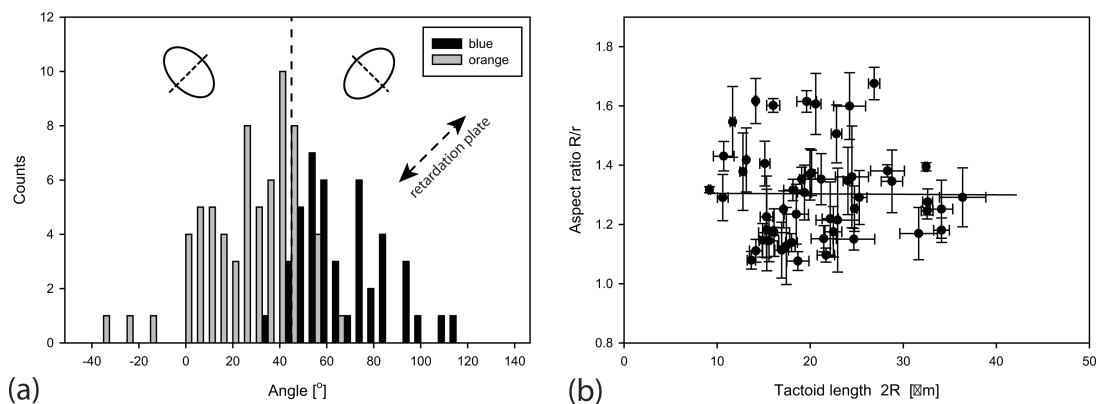 12
10
8
6
4
2
0
Counts
-40 -20 0 20 40 60 80 100 120 140
Angle [o]
blue
orange
retardation plate
(a)
1.8
1.6
1.4
1.2
1.0
Aspect ratio R/r
0 10 20 30 40 50
Tactoid length 2R [m]
(b)